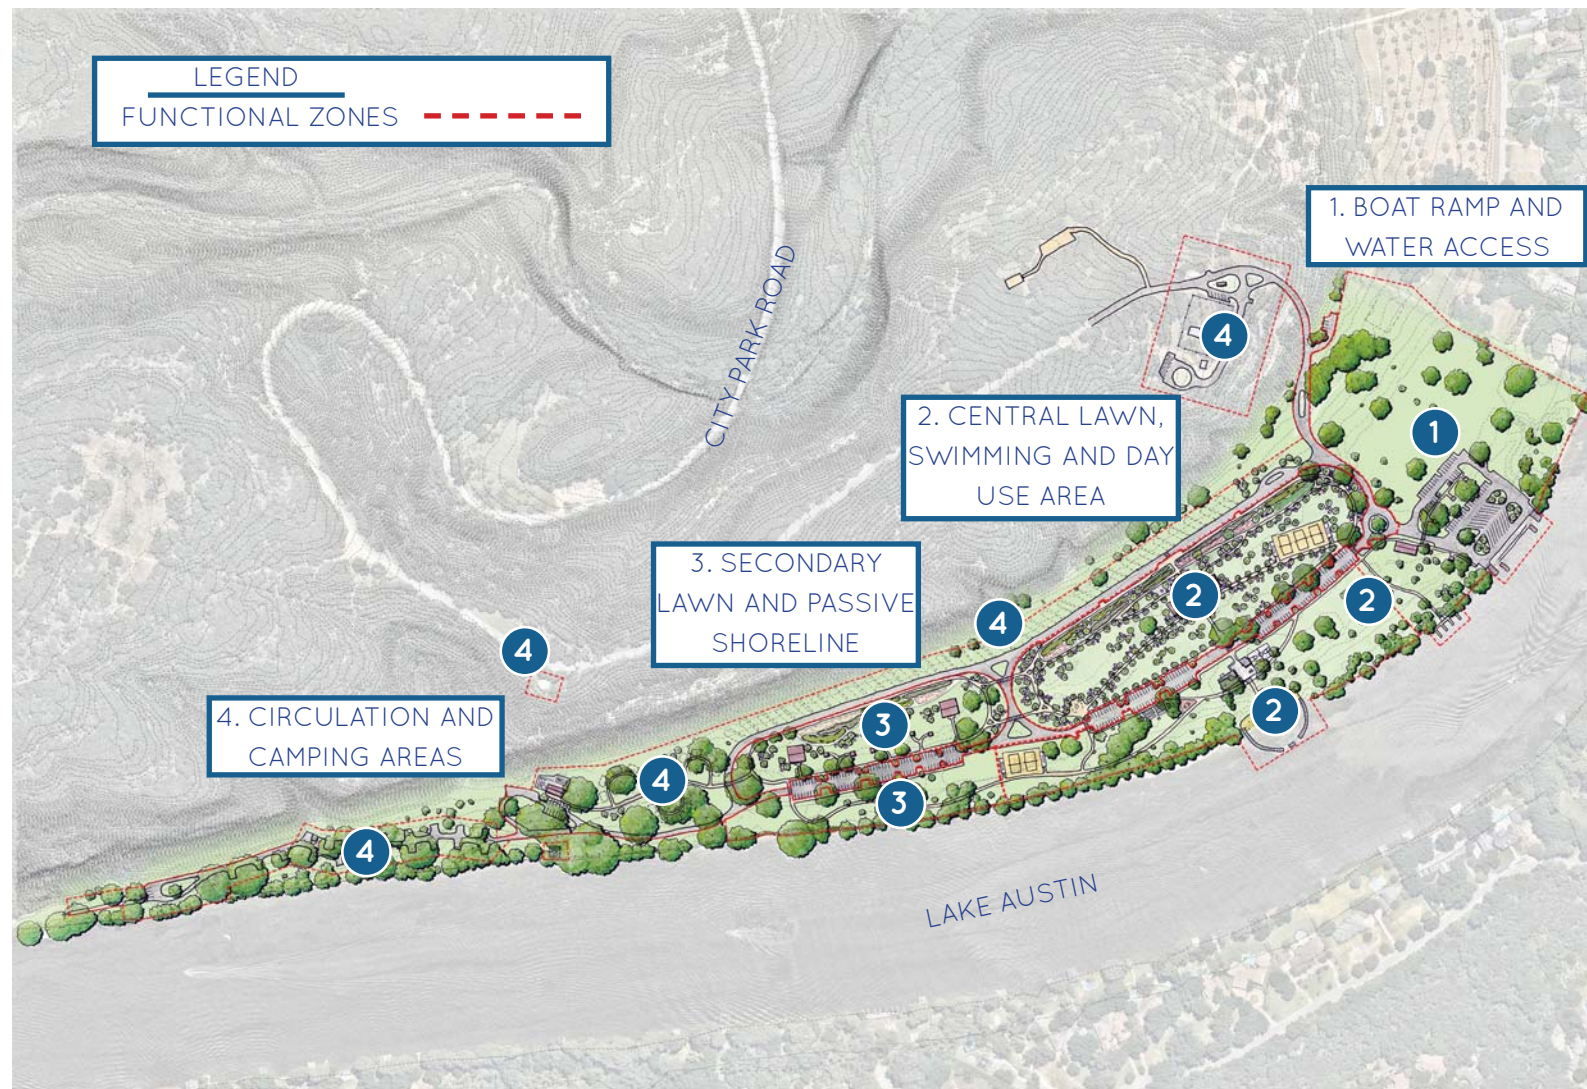 LEGEND
FUNCTIONAL ZONES
1. BOAT RAMP AND
WATER ACCESS
CITY PARK ROAD
4
1
2. CENTRAL LAWN,
SWIMMING AND DAY
USE AREA
2
2
3. SECONDARY
LAWN AND PASSIVE
SHORELINE
4
4
2
4. CIRCULATION AND
CAMPING AREAS
3
4
3
4
LAKE AUSTIN